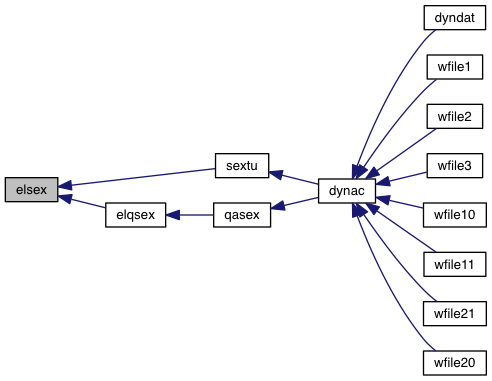 dyndat
wfile1
wfile2
wfile3
sextu
elsex
dynac
elqsex
qasex
wfile10
wfile11
wfile21
wfile20